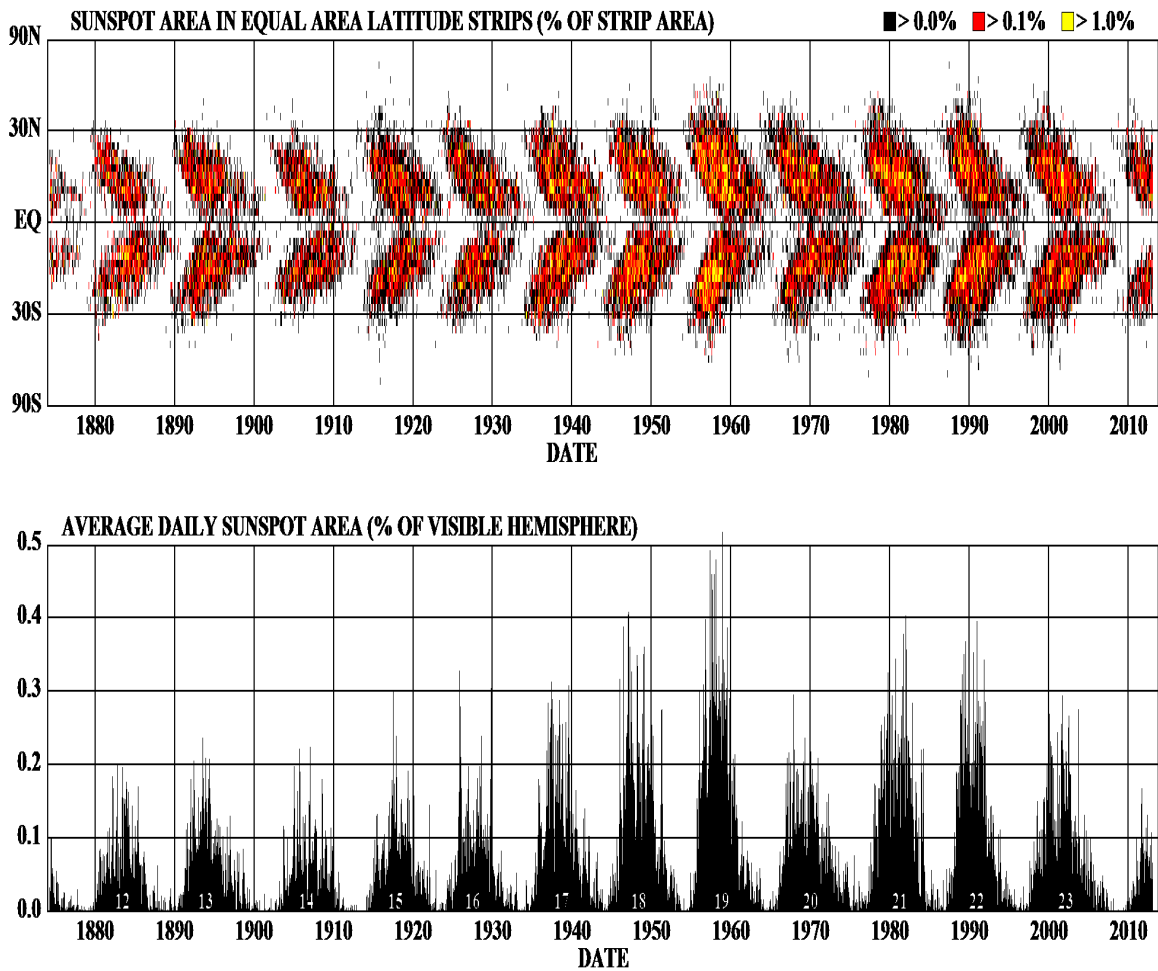 SUNSPOT AREA IN EQUAL AREA LATITUDE STRIPS (% OF STRIP AREA) > 0.0% > 0.1% > 1.0%
90N
30N
EQ
30S
90S
1880 1890 1900 1910 1920 1930 1940 1950 1960 1970 1980 1990 2000 2010
DATE
AVERAGE DAILY SUNSPOT AREA (% OF VISIBLE HEMISPHERE)
0.5
0.4
0.3
0.2
0.1
0.0
12 13 14 15 16 17 18 19 20 21 22 23
1880 1890 1900 1910 1920 1930 1940 1950 1960 1970 1980 1990 2000 2010
DATE